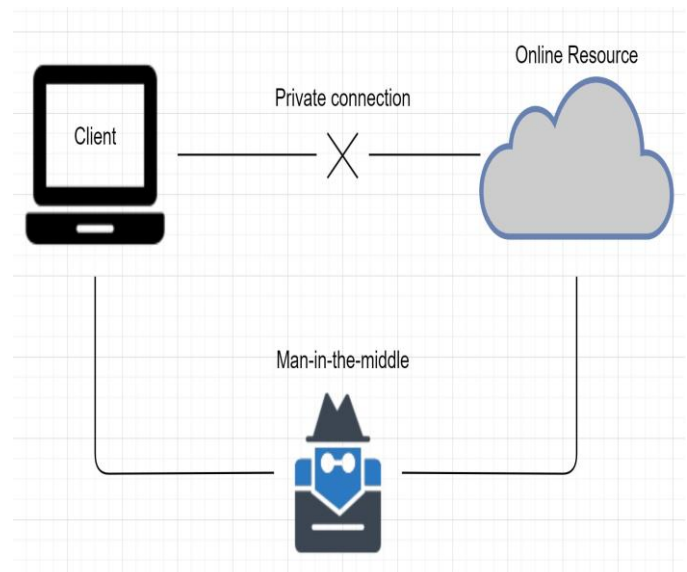 Online Resource
Private connection
Client
Man-in-the-middle